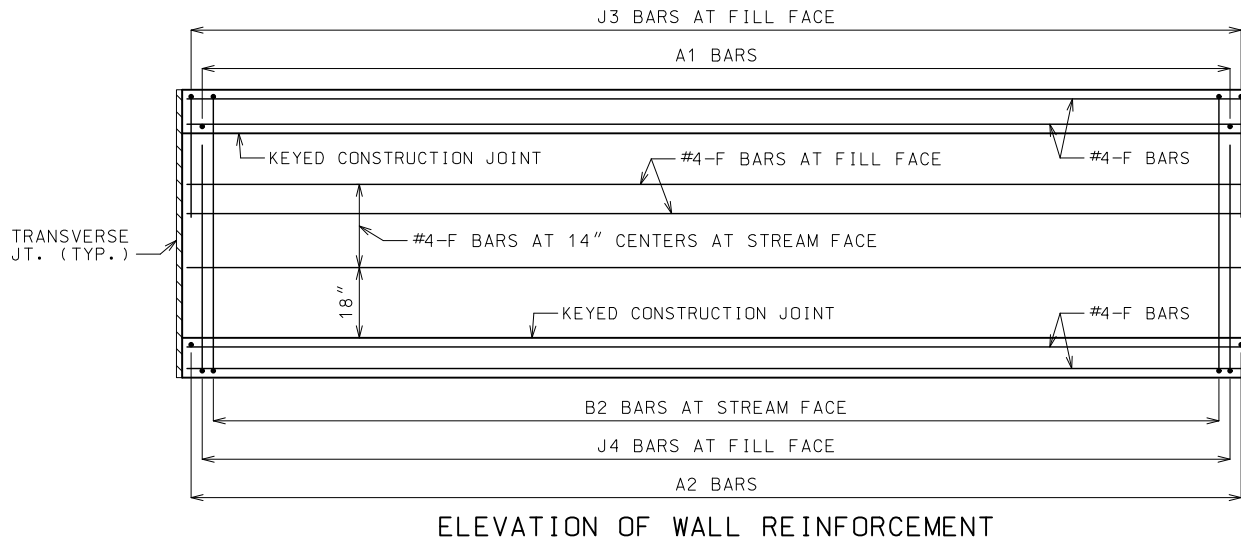 J3 BARS AT FILL FACE
A1 BARS
KEYED CONSTRUCTION JOINT
#4-F BARS AT FILL FACE
#4-F BARS
TRANSVERSE
JT. (TYP.)
#4-F BARS AT 14" CENTERS AT STREAM FACE
18"
KEYED CONSTRUCTION JOINT
#4-F BARS
B2 BARS AT STREAM FACE
J4 BARS AT FILL FACE
A2 BARS
ELEVATION OF WALL REINFORCEMENT